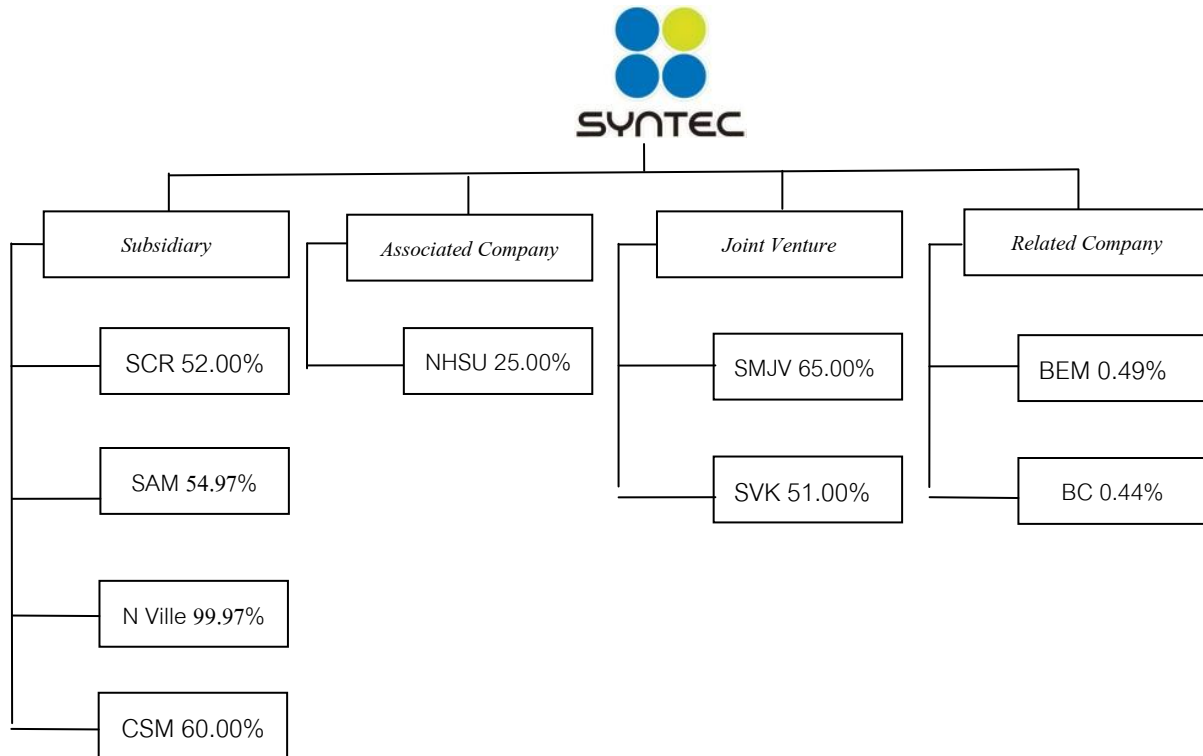 SYNTEC
Subsidiary
Associated Company
Joint Venture
Related Company
SCR 52.00%
NHSU 25.00%
SMJV 65.00%
BEM 0.49%
SAM 54.97%
SVK 51.00%
BC 0.44%
N Ville 99.97%
CSM 60.00%